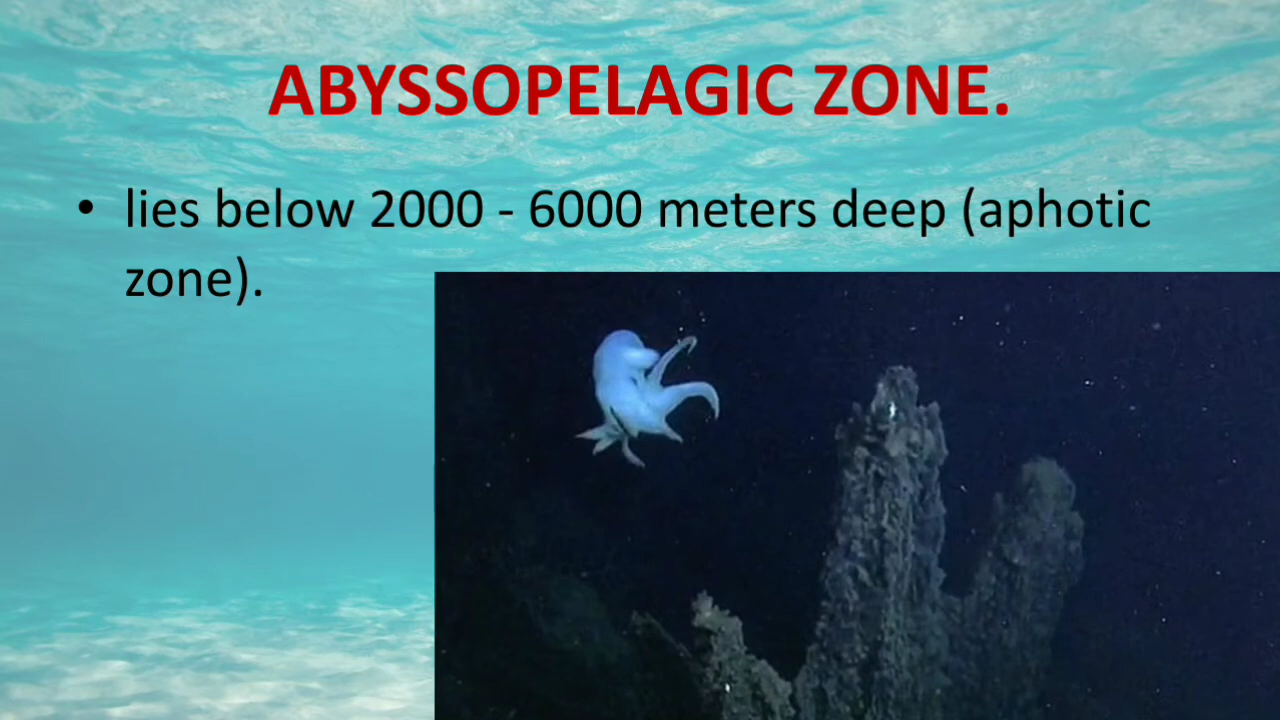 ABYSSOPELAGIC ZONE.
• lies below 2000 - 6000 meters deep (aphotic
zone).